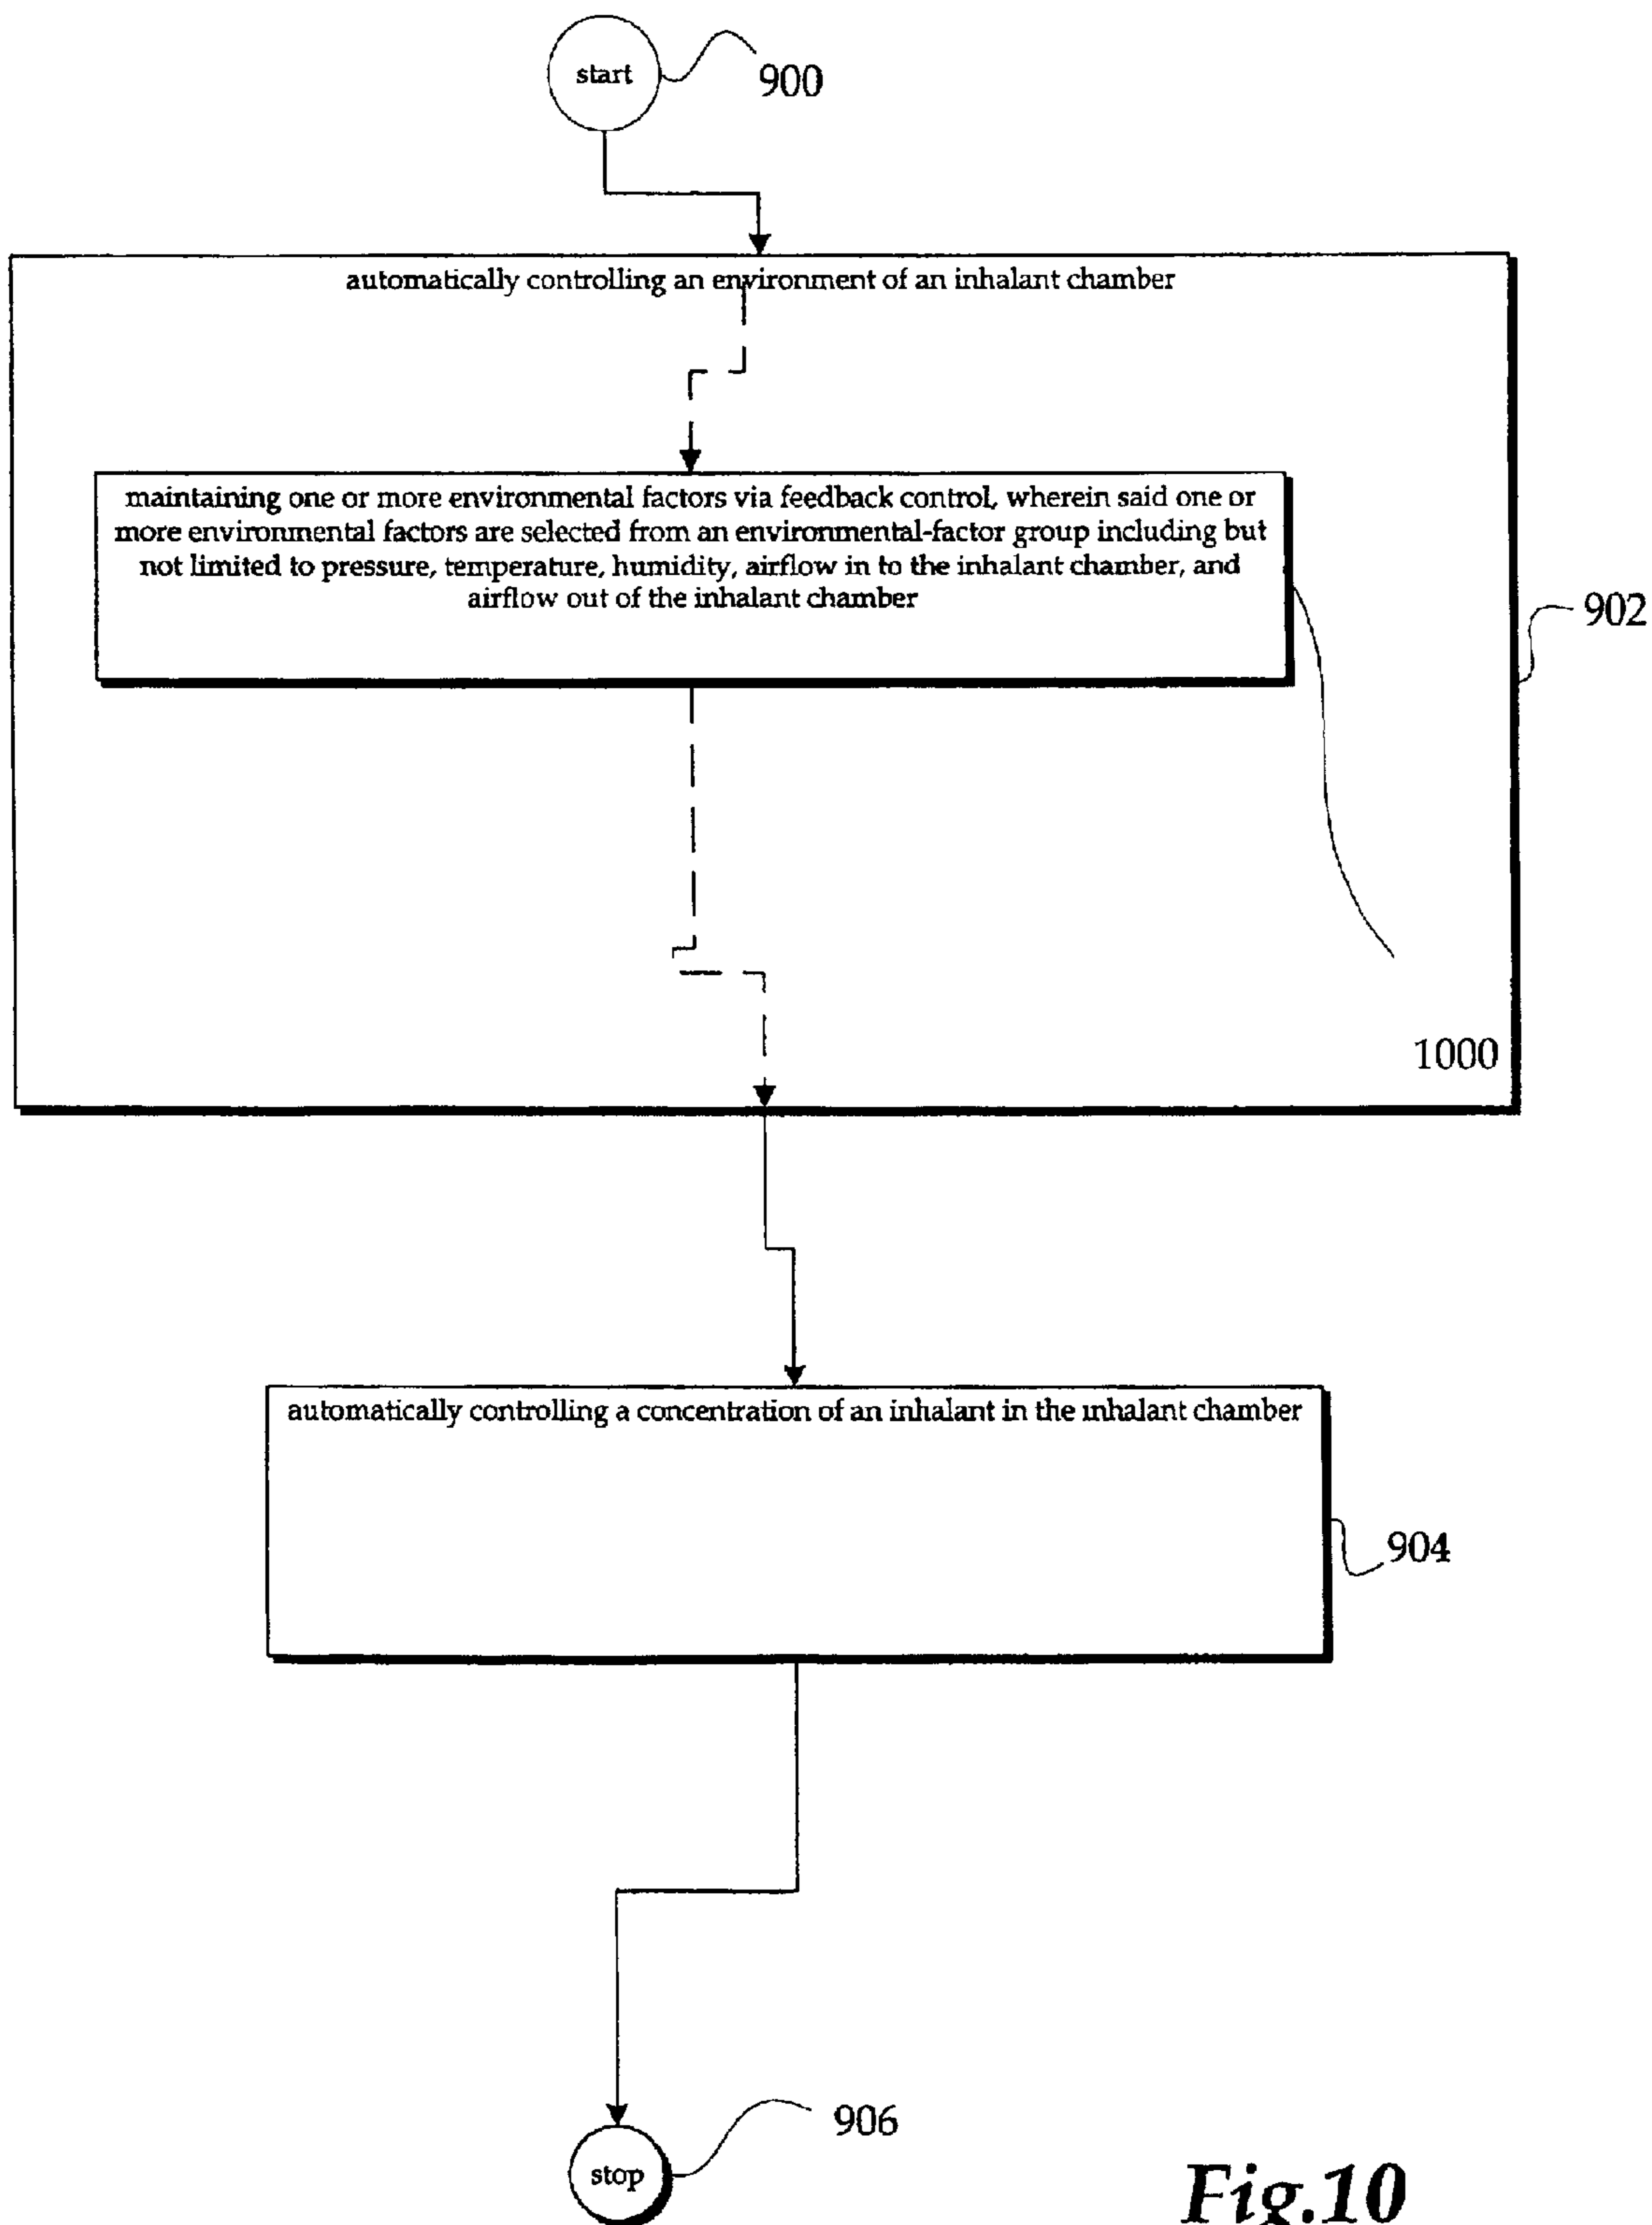 start
900
automatically controlling an environment of an inhalant chamber
maintaining one or more environmental factors via feedback control, wherein said one or
more environmental factors are selected from an environmental-factor group including but
not limited to pressure, temperature, humidity, airflow in to the inhalant chamber, and
airflow out of the inhalant chamber
902
1000
automatically controlling a concentration of an inhalant in the inhalant chamber
904
906
stop
Fig.10